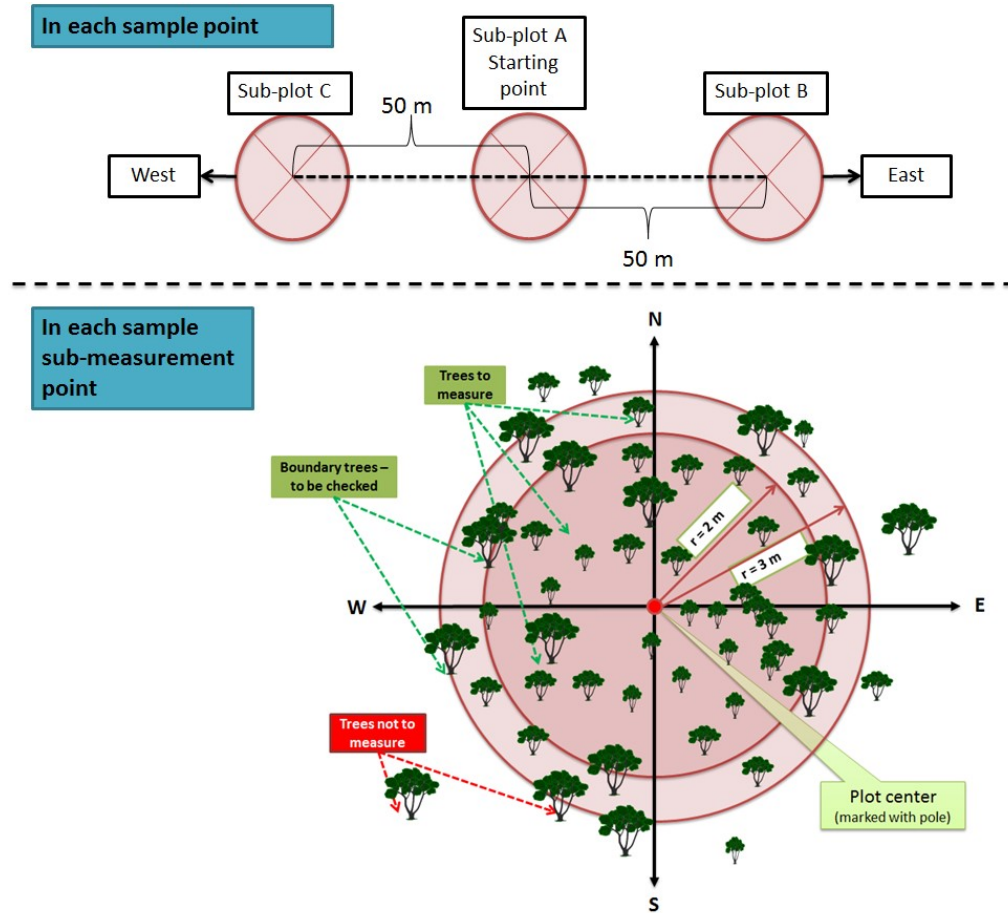 In each sample point
Sub-plot A
Starting
point
Sub-plot C
Sub-plot B
50 m
West
East
50 m
In each sample
sub-measurement
point
N
Trees to
measure
Boundary trees –
to be checked
r = 2 m
r = 3 m
W
E
Trees not to
measure
Plot center
(marked with pole)
S